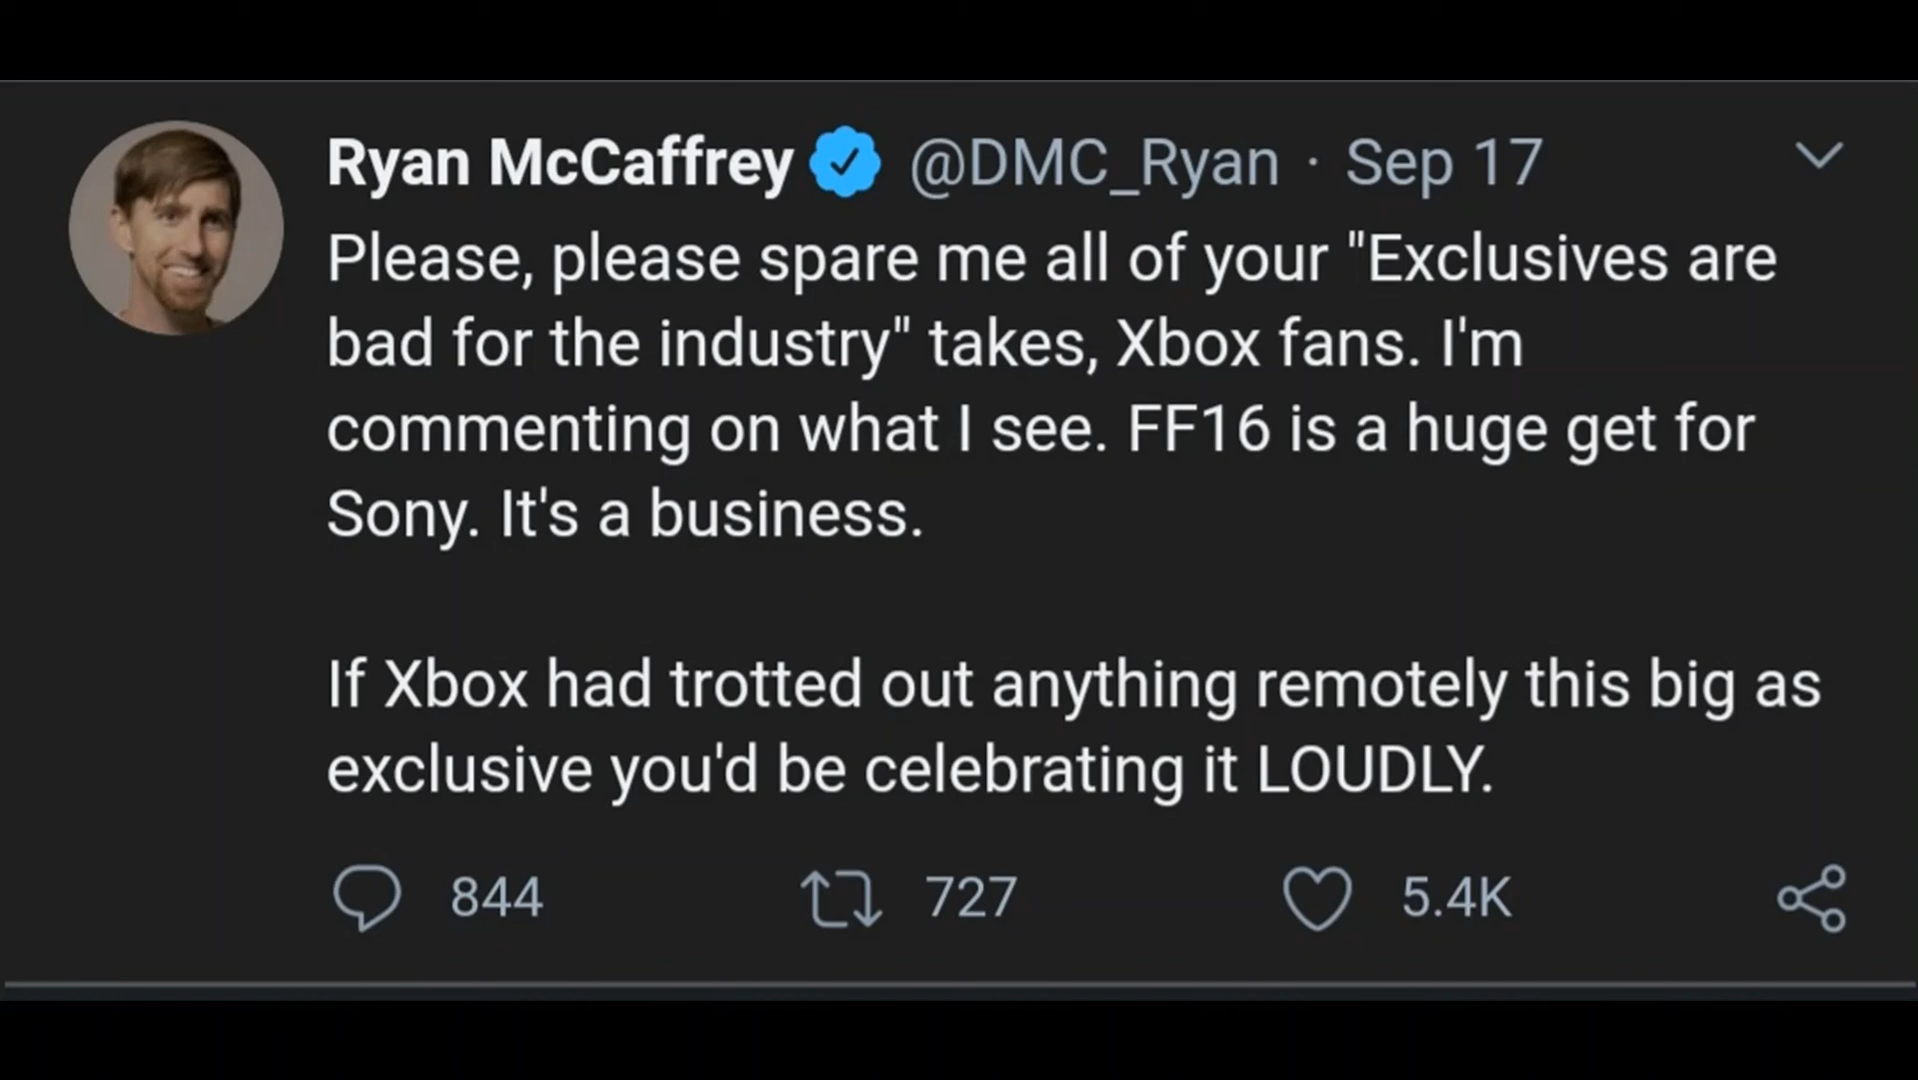 Ryan McCaffrey @DMC_Ryan · Sep 17
Please, please spare me all of your "Exclusives are
bad for the industry" takes, Xbox fans. I'm
commenting on what I see. FF16 is a huge get for
Sony. It's a business.
If Xbox had trotted out anything remotely this big as
exclusive you'd be celebrating it LOUDLY.
844 727 5.4K